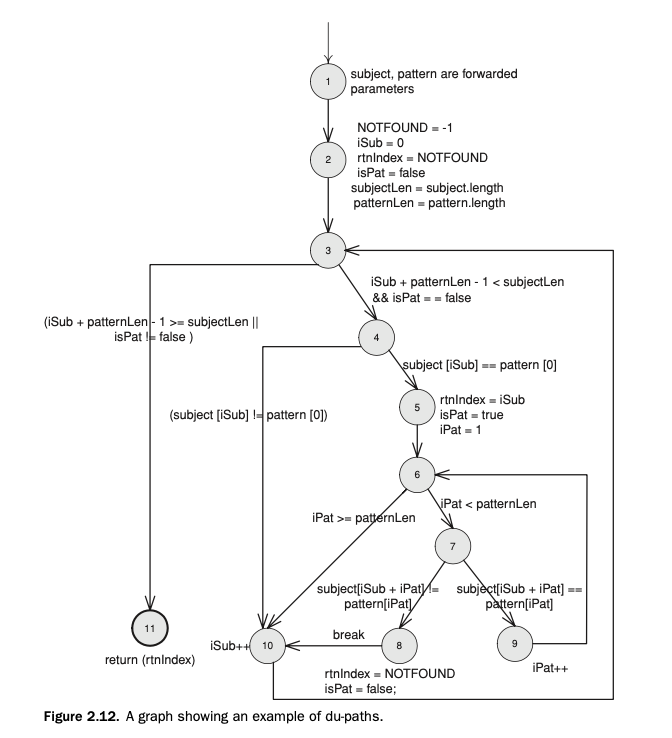 1
subject, pattern are forwarded
parameters
2
NOTFOUND = -1
iSub = 0
rtnIndex = NOTFOUND
isPat = false
subjectLen = subject.length
patternLen = pattern.length
3
iSub + patternLen - 1 < subjectLen
&& isPat = = false
(iSub + patternLen - 1 >= subjectLen ||
isPat != false )
4
subject [iSub] == pattern [0]
(subject [iSub] != pattern [0])
5
rtnIndex = iSub
isPat = true
iPat = 1
6
iPat >= patternLen
iPat < patternLen
7
subject[iSub + iPat] !=
pattern[iPat]
subject[iSub + iPat] ==
pattern[iPat]
11
return (rtnIndex)
iSub++
10
break
8
rtnIndex = NOTFOUND
isPat = false;
9
iPat++
Figure 2.12. A graph showing an example of du-paths.